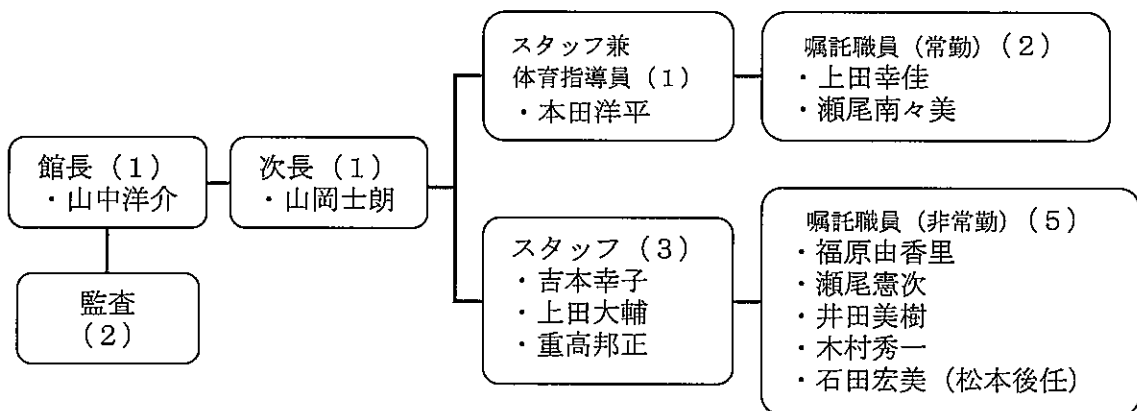 館長（1）
・山中洋介
監査
（2）
次長（1）
・山岡士朗
スタッフ兼
体育指導員（1）
・本田洋平
スタッフ（3）
・吉本幸子
・上田大輔
・重高邦正
嘱託職員（常勤）（2）
・上田幸佳
・瀬尾南々美
嘱託職員（非常勤）（5）
・福原由香里
・瀬尾憲次
・井田美樹
・木村秀一
・石田宏美（松本後任）